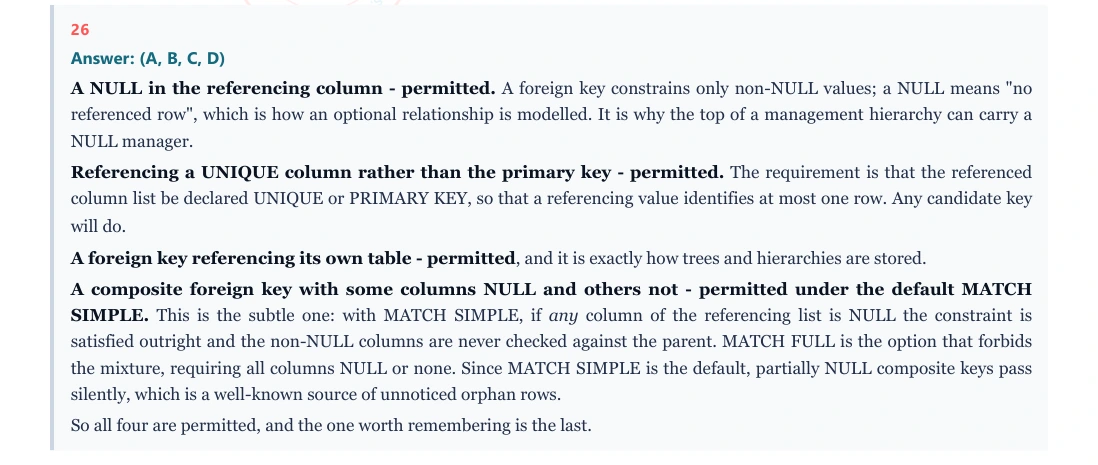 26
Answer: (A, B, C, D)
A NULL in the referencing column - permitted. A foreign key constrains only non-NULL values; a NULL means "no
referenced row", which is how an optional relationship is modelled. It is why the top of a management hierarchy can carry a
NULL manager.
Referencing a UNIQUE column rather than the primary key - permitted. The requirement is that the referenced
column list be declared UNIQUE or PRIMARY KEY, so that a referencing value identifies at most one row. Any candidate key
will do.
A foreign key referencing its own table - permitted, and it is exactly how trees and hierarchies are stored.
A composite foreign key with some columns NULL and others not - permitted under the default MATCH
SIMPLE. This is the subtle one: with MATCH SIMPLE, if any column of the referencing list is NULL the constraint is
satisfied outright and the non-NULL columns are never checked against the parent. MATCH FULL is the option that forbids
the mixture, requiring all columns NULL or none. Since MATCH SIMPLE is the default, partially NULL composite keys pass
silently, which is a well-known source of unnoticed orphan rows.
So all four are permitted, and the one worth remembering is the last.